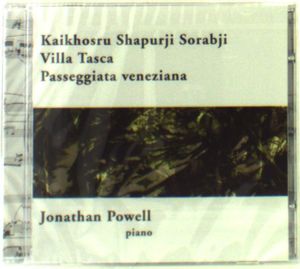 Kaikhosru Shapurji Sorabji
Villa Tasca
Passeggiata veneziana
Jonathan Powell
piano